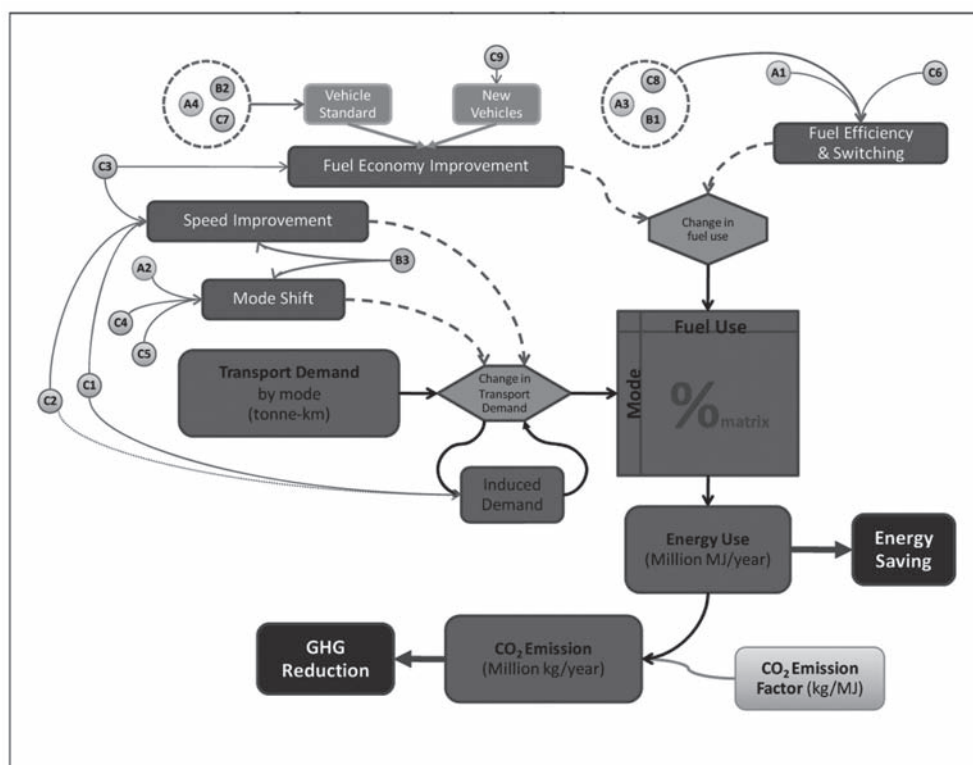 C9
B2
A4
C7
Vehicle
Standard
New
Vehicles
C8
A3
B1
A1
C6
Fuel Efficiency
& Switching
C3
Fuel Economy Improvement
Speed Improvement
Change in
fuel use
B3
A2
Mode Shift
C4
C5
C2
C1
Transport Demand
by mode
(tonne-km)
Change in
Transport
Demand
Fuel Use
Mode
%matrix
Induced
Demand
Energy Use
(Million MJ/year)
Energy
Saving
GHG
Reduction
CO2 Emission
(Million kg/year)
CO2 Emission
Factor (kg/MJ)